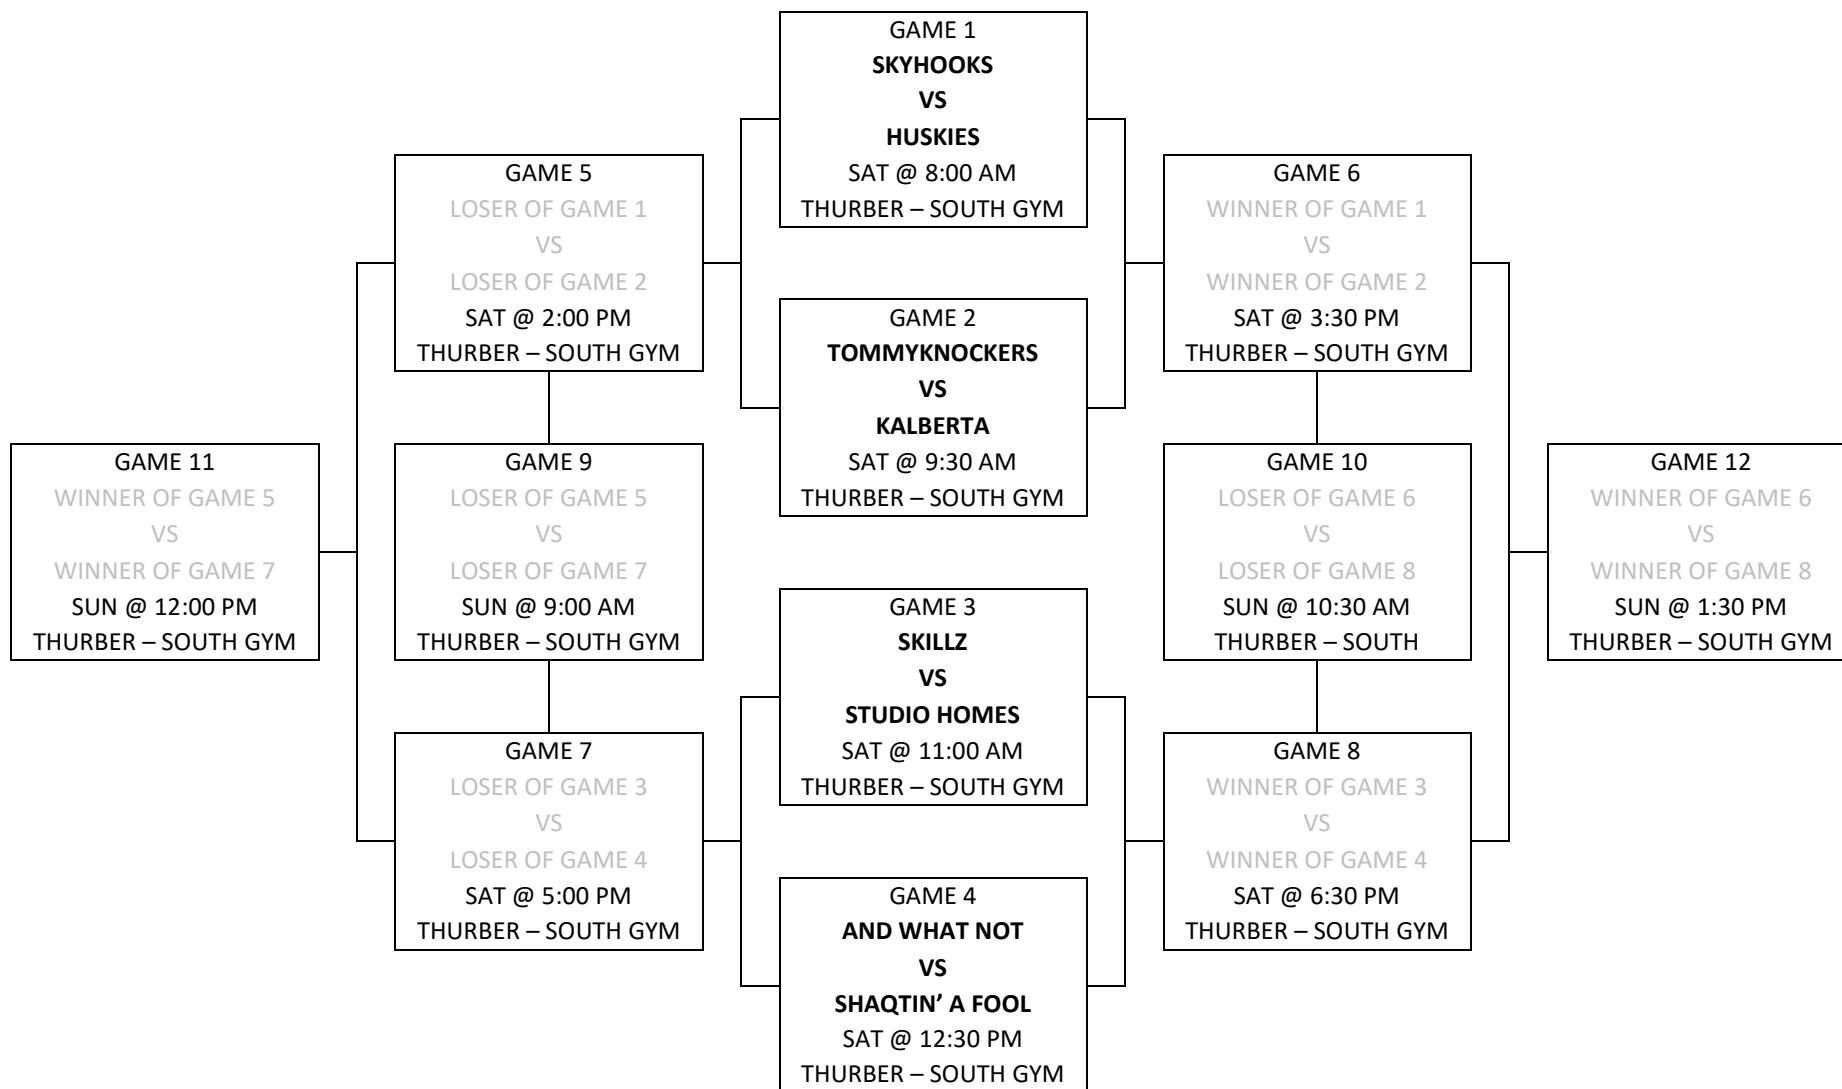 GAME 1
SKYHOOKS
VS
HUSKIES
SAT @ 8:00 AM
THURBER – SOUTH GYM
GAME 5
LOSER OF GAME 1
VS
LOSER OF GAME 2
SAT @ 2:00 PM
THURBER – SOUTH GYM
GAME 6
WINNER OF GAME 1
VS
WINNER OF GAME 2
SAT @ 3:30 PM
THURBER – SOUTH GYM
GAME 2
TOMMYKNOCKERS
VS
KALBERTA
SAT @ 9:30 AM
THURBER – SOUTH GYM
GAME 11
WINNER OF GAME 5
VS
WINNER OF GAME 7
SUN @ 12:00 PM
THURBER – SOUTH GYM
GAME 9
LOSER OF GAME 5
VS
LOSER OF GAME 7
SUN @ 9:00 AM
THURBER – SOUTH GYM
GAME 10
LOSER OF GAME 6
VS
LOSER OF GAME 8
SUN @ 10:30 AM
THURBER – SOUTH
GAME 12
WINNER OF GAME 6
VS
WINNER OF GAME 8
SUN @ 1:30 PM
THURBER – SOUTH GYM
GAME 3
SKILLZ
VS
STUDIO HOMES
SAT @ 11:00 AM
THURBER – SOUTH GYM
GAME 7
LOSER OF GAME 3
VS
LOSER OF GAME 4
SAT @ 5:00 PM
THURBER – SOUTH GYM
GAME 8
WINNER OF GAME 3
VS
WINNER OF GAME 4
SAT @ 6:30 PM
THURBER – SOUTH GYM
GAME 4
AND WHAT NOT
VS
SHAQTIN’ A FOOL
SAT @ 12:30 PM
THURBER – SOUTH GYM